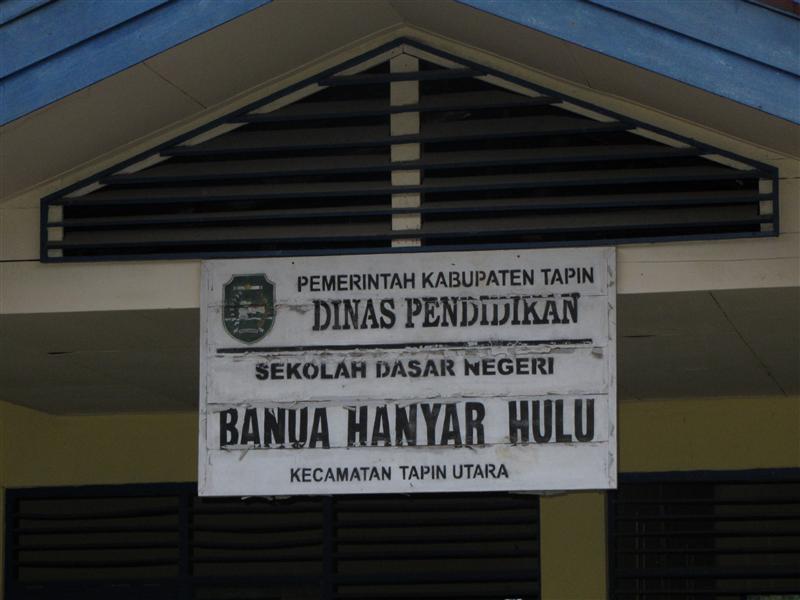 PEMERINTAH KABUPATEN TAPIN
DINAS PENDIDIKAN
SEKOLAH DASAR NEGERI
BANUA HANYAR HULU
KECAMATAN TAPIN UTARA